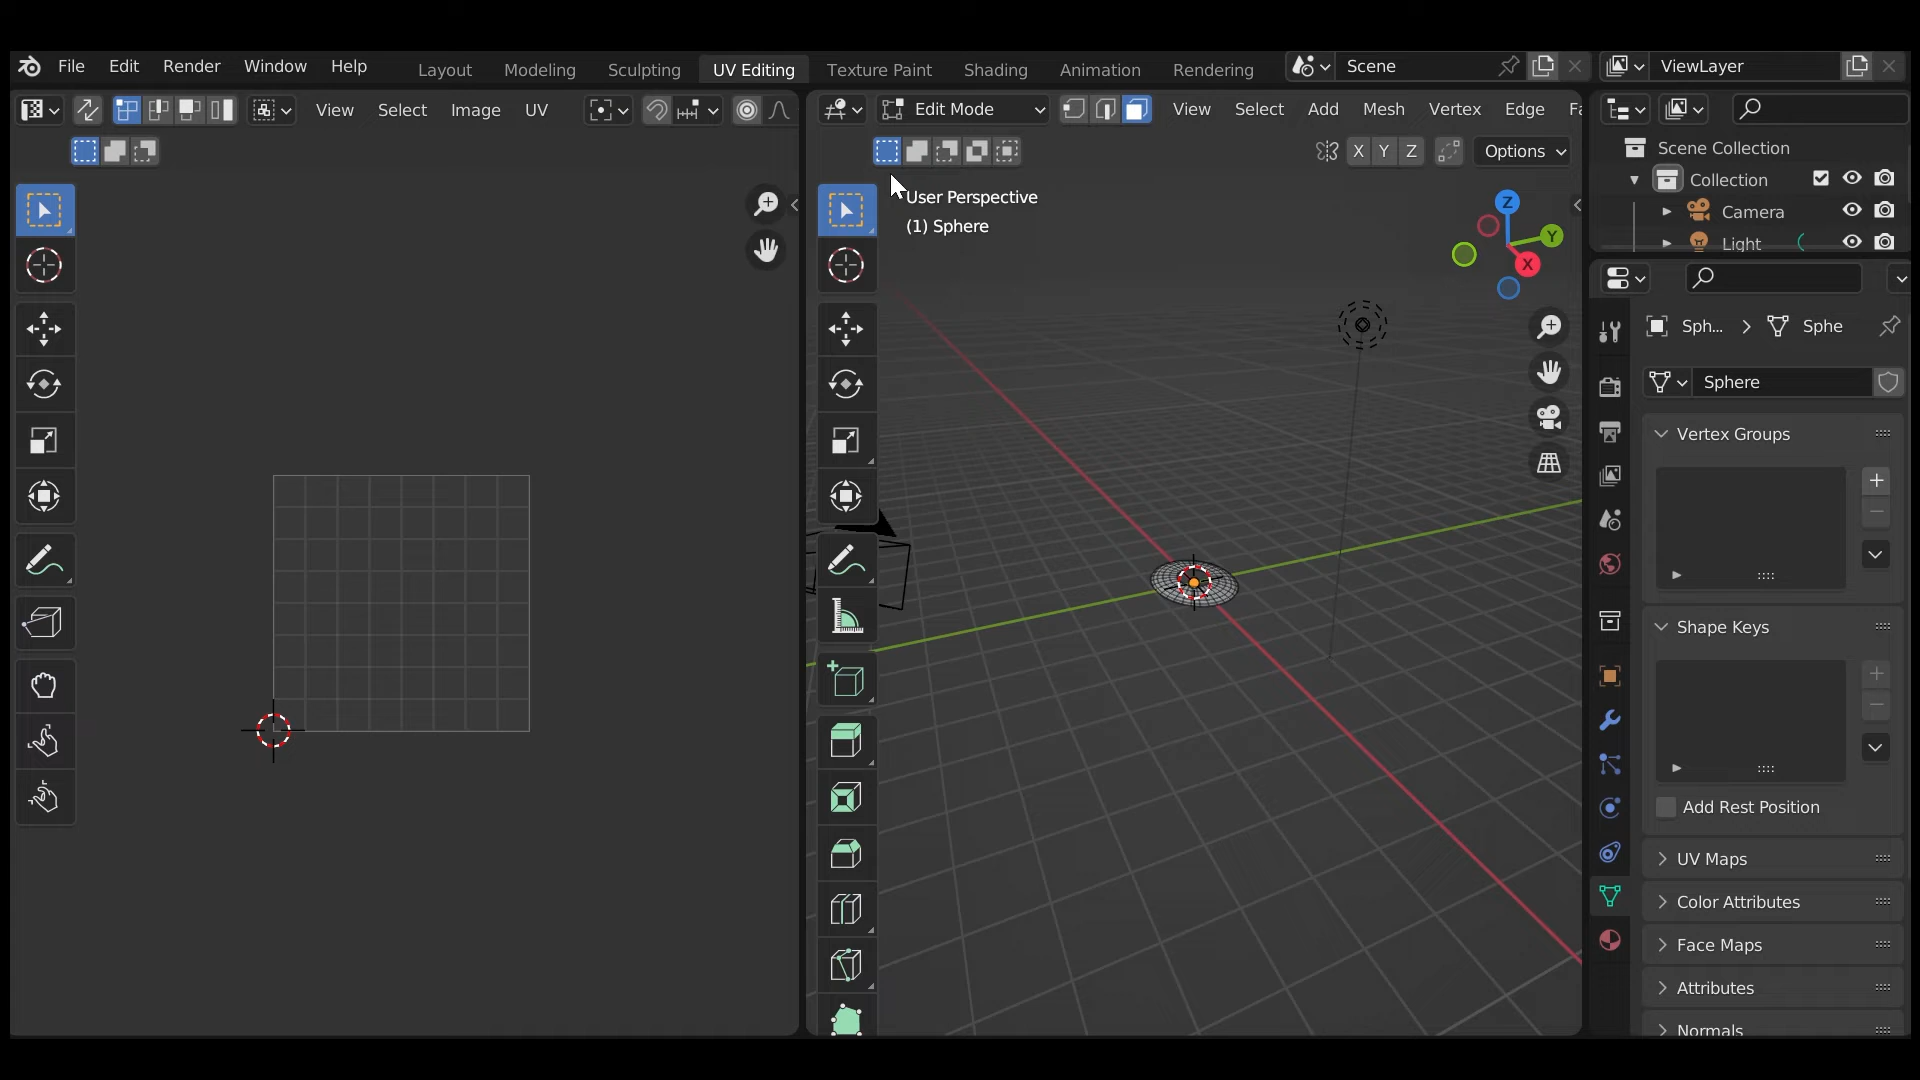 File Edit Render Window Help Layout Modeling Sculpting UV Editing Texture Paint Shading Animation Rendering Scene ViewLayer
View Select Image UV
Edit Mode View Select Add Mesh Vertex Edge Fa
X Y Z Options
User Perspective
(1) Sphere
Z
Y
X
Scene Collection
Collection
Camera
Light
Sph... Sphe
Sphere
Vertex Groups
Shape Keys
Add Rest Position
UV Maps
Color Attributes
Face Maps
Attributes
Normals